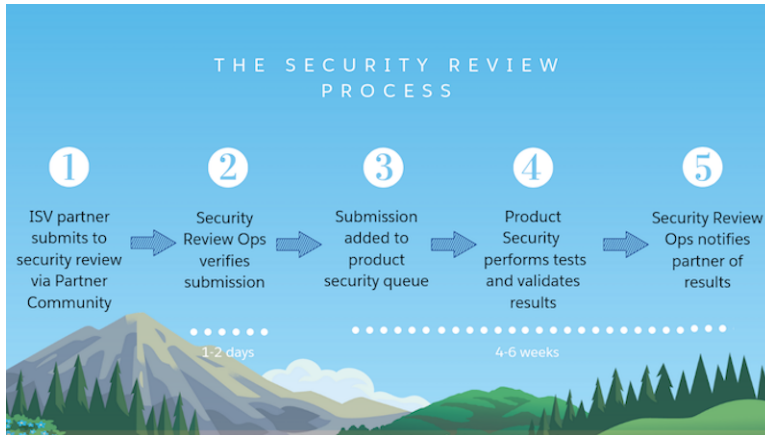 THE SECURITY REVIEW
PROCESS
1
ISV partner
submits to
security review
via Partner
Community
2
Security
Review Ops
verifies
submission
3
Submission
added to
product
security queue
4
Product
Security
performs tests
and validates
results
5
Security Review
Ops notifies
partner of
results
1-2 days
4-6 weeks